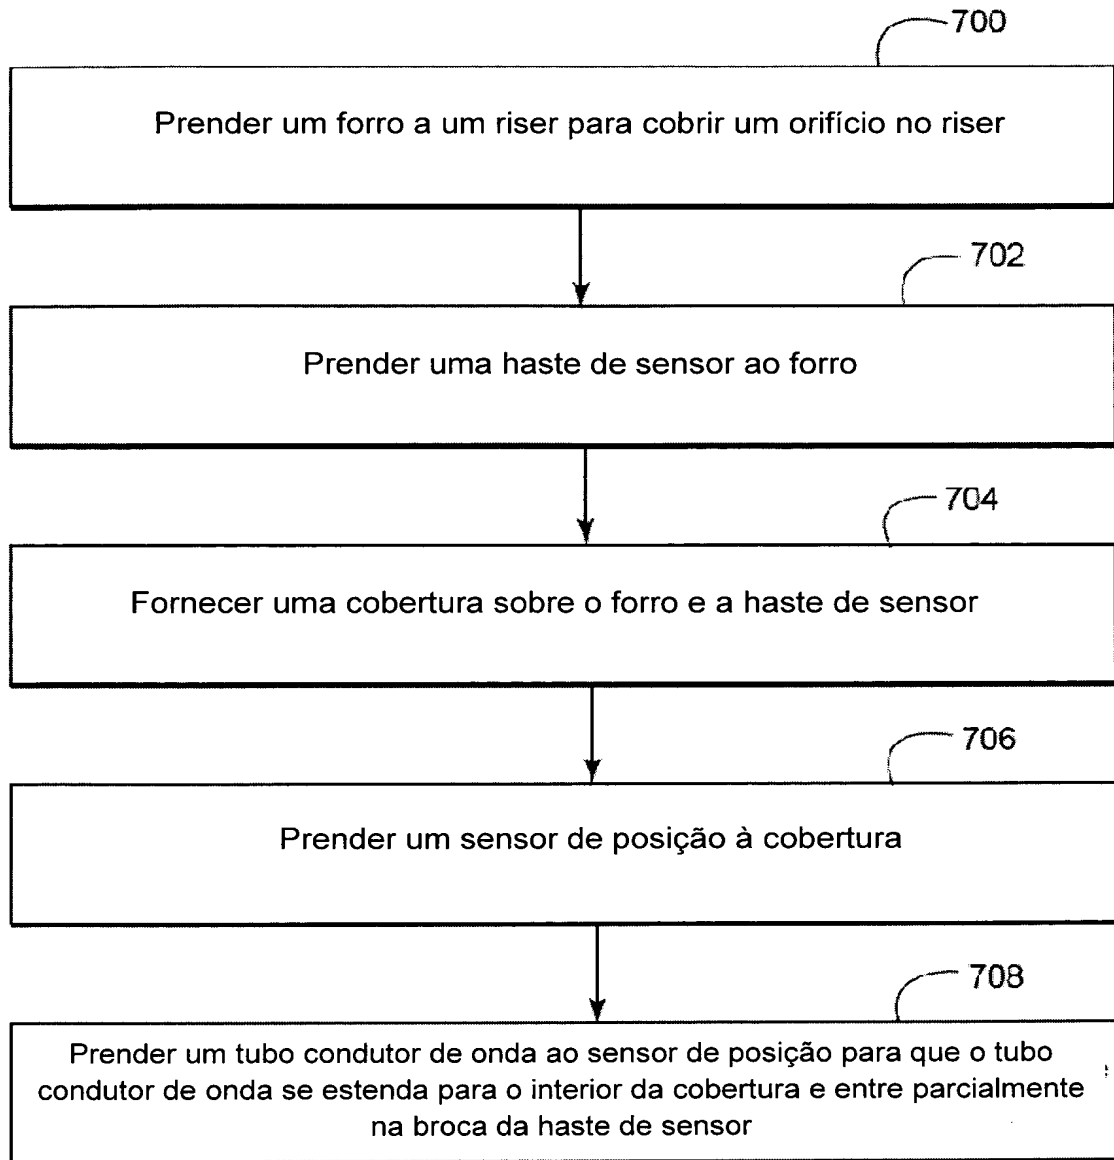 700
Prender um forro a um riser para cobrir um orifício no riser
702
Prender uma haste de sensor ao forro
704
Fornecer uma cobertura sobre o forro e a haste de sensor
706
Prender um sensor de posição à cobertura
708
Prender um tubo condutor de onda ao sensor de posição para que o tubo
condutor de onda se estenda para o interior da cobertura e entre parcialmente
na broca da haste de sensor